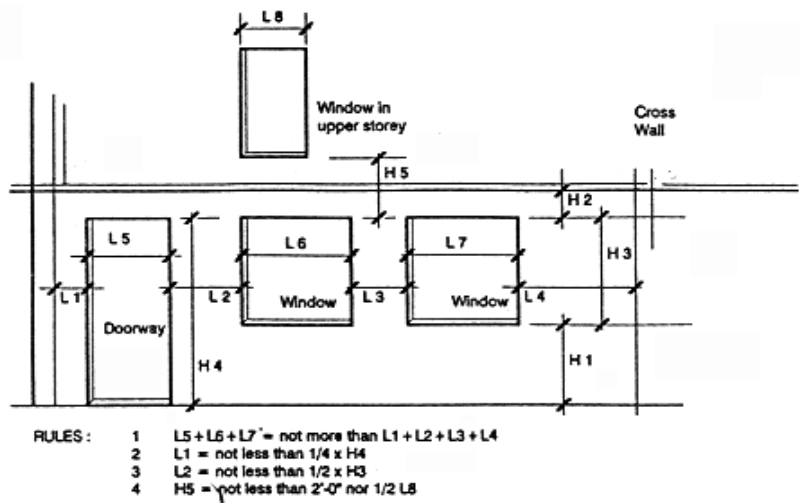 L 8
Window in
upper storey
Cross
Wall
H 5
H 2
L 5
L 6
L 7
H 3
L 1
L 2
Window
L 3
Window
L 4
Doorway
H 4
H 1
RULES : 1 L5 + L6 + L7 = not more than L1 + L2 + L3 + L4
2 L1 = not less than 1/4 x H4
3 L2 = not less than 1/2 x H3
4 H5 = not less than 2'-0" nor 1/2 L8